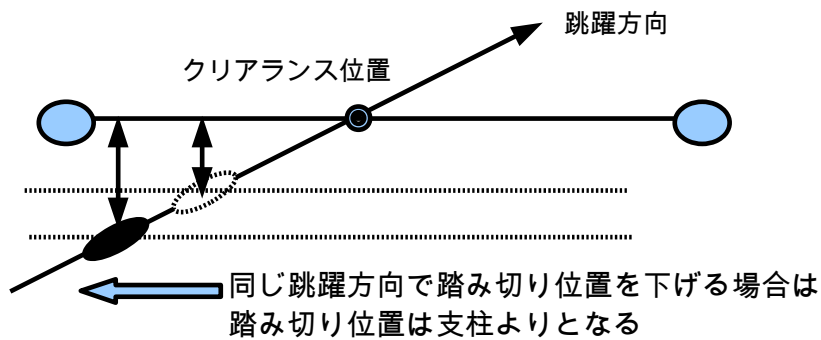 跳躍方向
クリアランス位置
同じ跳躍方向で踏み切り位置を下げる場合は
踏み切り位置は支柱よりとなる